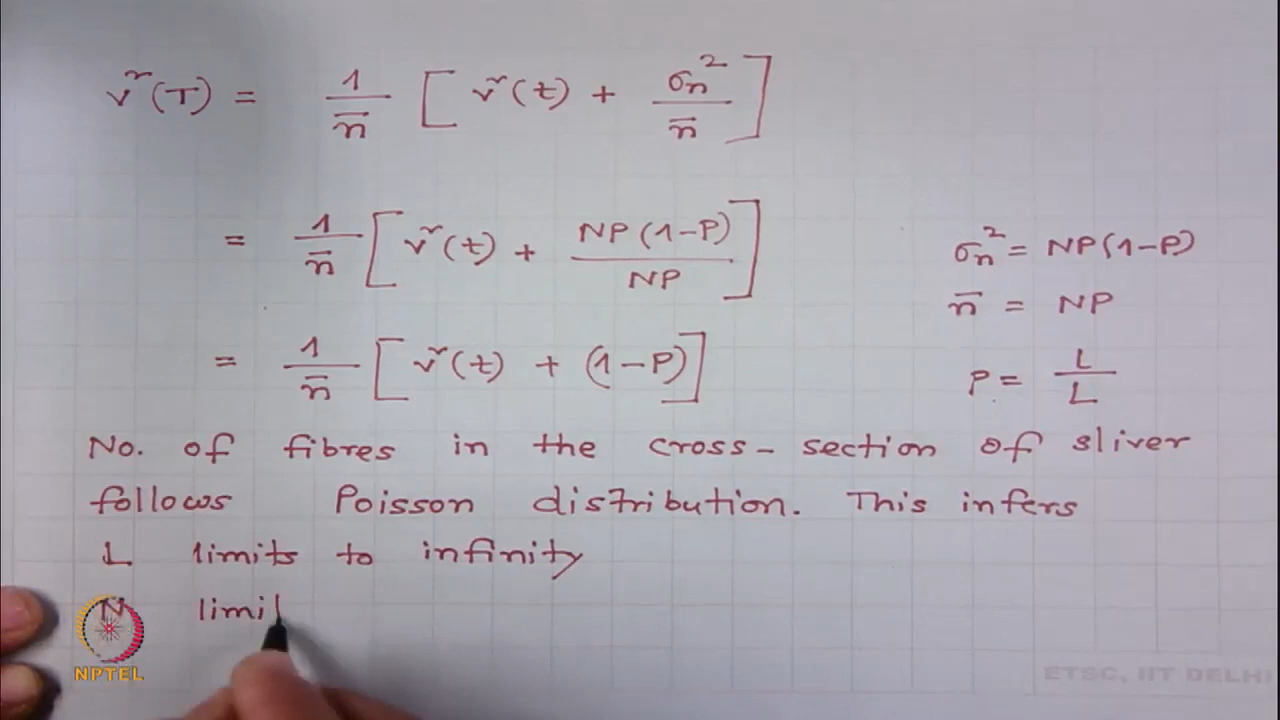 v²(T) = 1/n̅ [ v²(t) + σn²/n̅ ]
= 1/n̅ [ v²(t) + NP(1-P)/NP ]
σn² = NP(1-P)
n̅ = NP
= 1/n̅ [ v²(t) + (1-P) ]
P = L/L
No. of fibres in the cross-section of sliver
follows Poisson distribution. This infers
L limits to infinity
N limi
NPTEL
ETSC, IIT DELHI